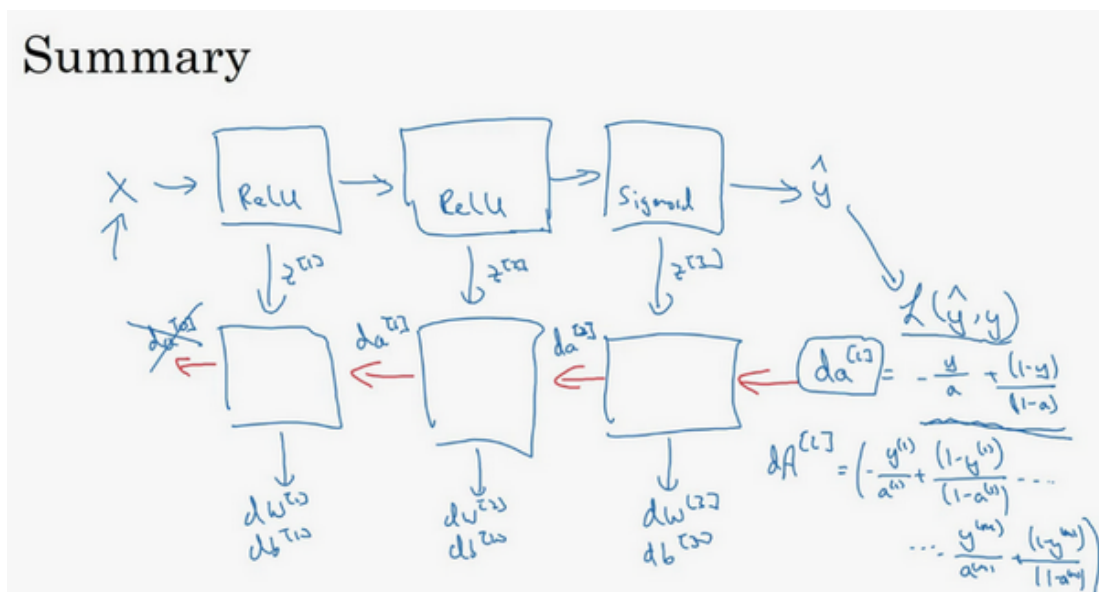 Summary
X → ReLU → ReLU → Sigmoid → ŷ
z^[1] z^[2] z^[3]
L(ŷ, y)
da^[0] da^[1] da^[2] da^[l] = - y/a + (1-y)/(1-a)
dA^[l] = (- y^(1)/a^(1) + (1-y^(1))/(1-a^(1)) ....
.... - y^(m)/a^(m) + (1-y^(m))/(1-a^(m)))
dw^[1] dw^[2] dw^[3]
db^[1] db^[2] db^[3]